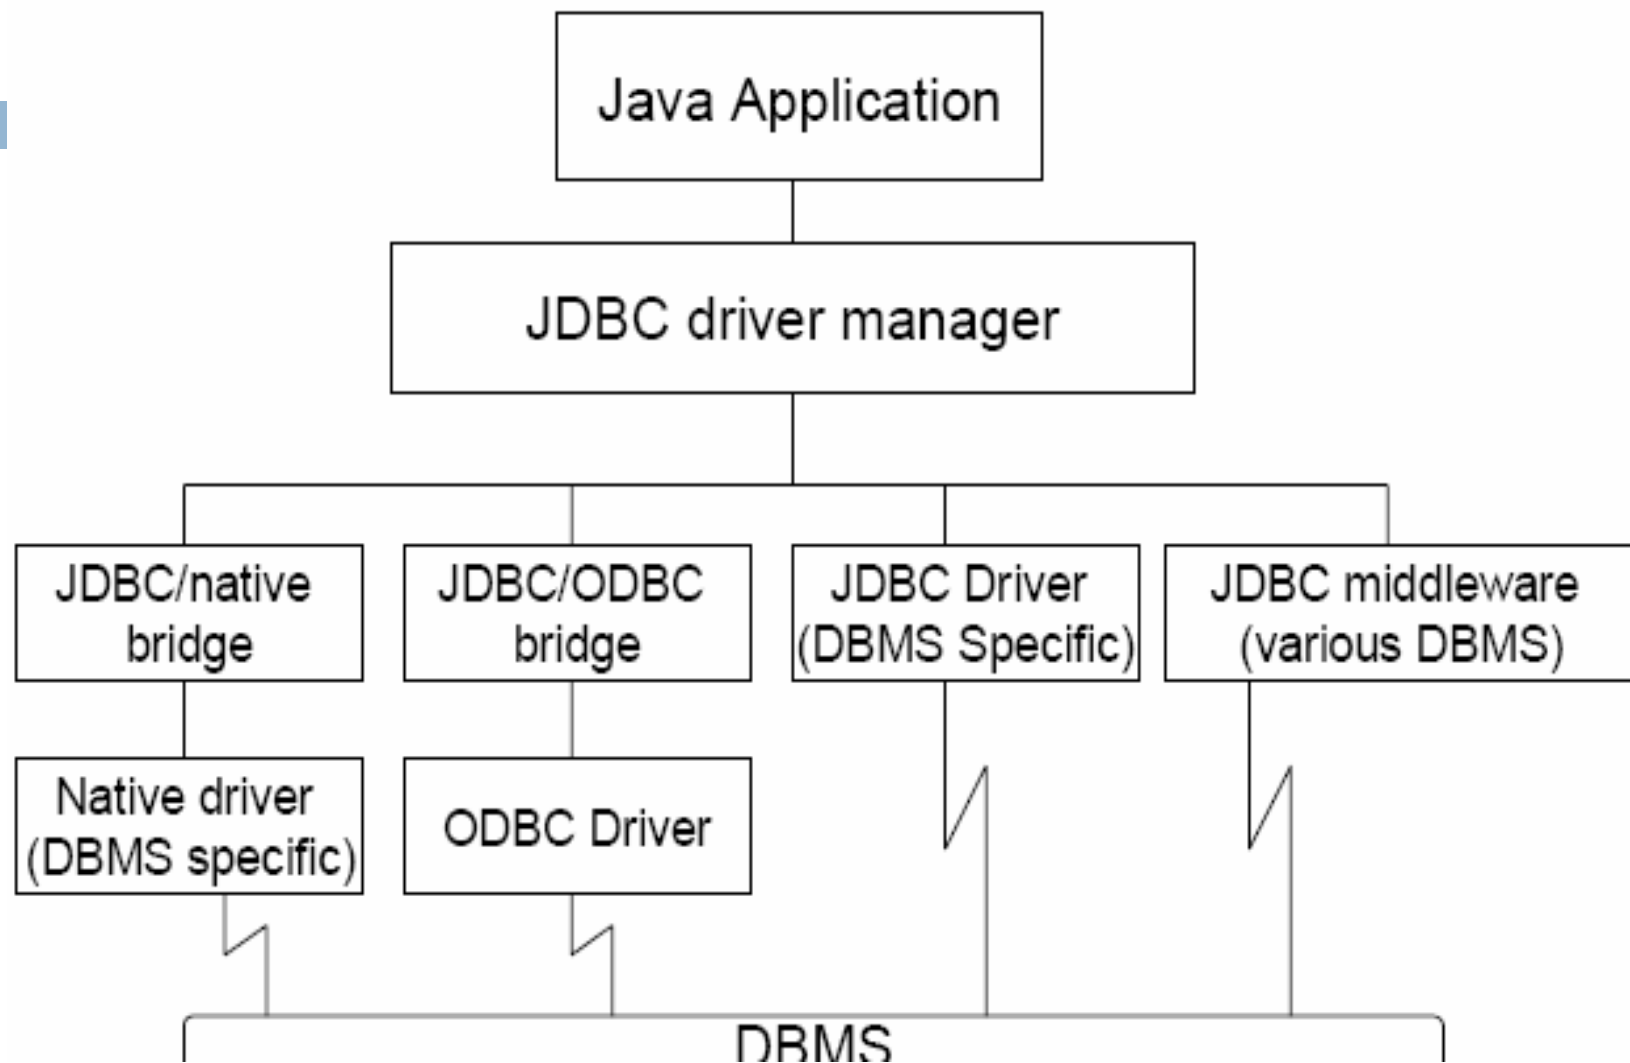 Java Application
JDBC driver manager
JDBC/native
bridge
JDBC/ODBC
bridge
JDBC Driver
(DBMS Specific)
JDBC middleware
(various DBMS)
Native driver
(DBMS specific)
ODBC Driver
DBMS